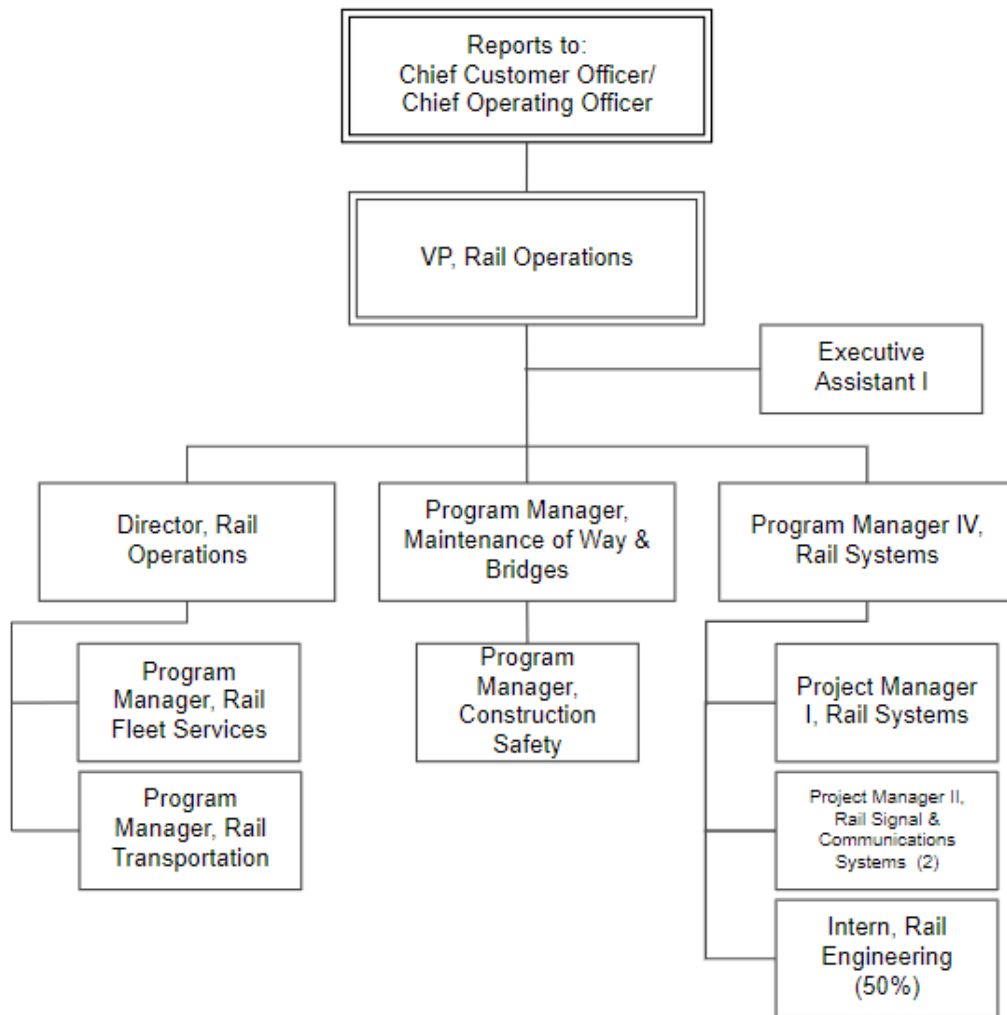 Reports to:
Chief Customer Officer/
Chief Operating Officer
VP, Rail Operations
Executive
Assistant I
Director, Rail
Operations
Program Manager,
Maintenance of Way &
Bridges
Program Manager IV,
Rail Systems
Program
Manager, Rail
Fleet Services
Program
Manager, Rail
Transportation
Program
Manager,
Construction
Safety
Project Manager
I, Rail Systems
Project Manager II,
Rail Signal &
Communications
Systems (2)
Intern, Rail
Engineering
(50%)